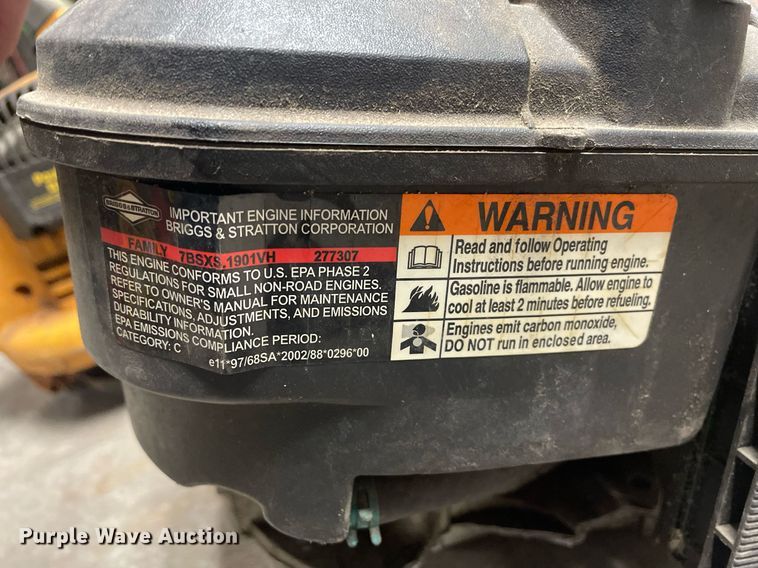 BRIGGS & STRATTON
IMPORTANT ENGINE INFORMATION
BRIGGS & STRATTON CORPORATION
FAMILY 7BSXS.1901VH 277307
THIS ENGINE CONFORMS TO U.S. EPA PHASE 2
REGULATIONS FOR SMALL NON-ROAD ENGINES.
REFER TO OWNER'S MANUAL FOR MAINTENANCE
SPECIFICATIONS, ADJUSTMENTS, AND EMISSIONS
DURABILITY INFORMATION.
EPA EMISSIONS COMPLIANCE PERIOD:
CATEGORY: C
e11*97/68SA*2002/88*0296*00
WARNING
Read and follow Operating
Instructions before running engine.
Gasoline is flammable. Allow engine to
cool at least 2 minutes before refueling.
Engines emit carbon monoxide,
DO NOT run in enclosed area.
Purple Wave Auction